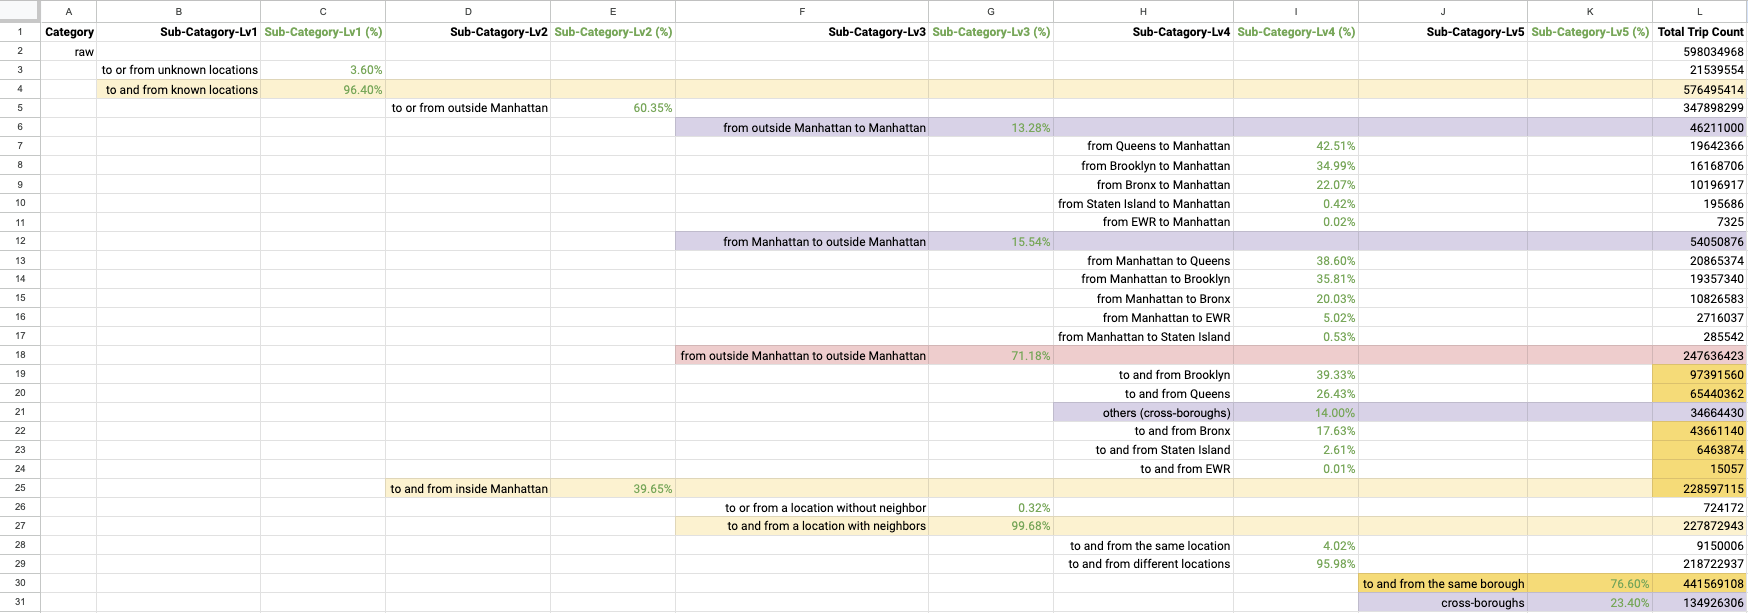 A B C D E F G H I J K L
1 Category Sub-Catagory-Lv1 Sub-Category-Lv1 (%) Sub-Catagory-Lv2 Sub-Category-Lv2 (%) Sub-Catagory-Lv3 Sub-Category-Lv3 (%) Sub-Catagory-Lv4 Sub-Category-Lv4 (%) Sub-Catagory-Lv5 Sub-Category-Lv5 (%) Total Trip Count
2 raw 598034968
3 to or from unknown locations 3.60% 21539554
4 to and from known locations 96.40% 576495414
5 to or from outside Manhattan 60.35% 347898299
6 from outside Manhattan to Manhattan 13.28% 46211000
7 from Queens to Manhattan 42.51% 19642366
8 from Brooklyn to Manhattan 34.99% 16168706
9 from Bronx to Manhattan 22.07% 10196917
10 from Staten Island to Manhattan 0.42% 195686
11 from EWR to Manhattan 0.02% 7325
12 from Manhattan to outside Manhattan 15.54% 54050876
13 from Manhattan to Queens 38.60% 20865374
14 from Manhattan to Brooklyn 35.81% 19357340
15 from Manhattan to Bronx 20.03% 10826583
16 from Manhattan to EWR 5.02% 2716037
17 from Manhattan to Staten Island 0.53% 285542
18 from outside Manhattan to outside Manhattan 71.18% 247636423
19 to and from Brooklyn 39.33% 97391560
20 to and from Queens 26.43% 65440362
21 others (cross-boroughs) 14.00% 34664430
22 to and from Bronx 17.63% 43661140
23 to and from Staten Island 2.61% 6463874
24 to and from EWR 0.01% 15057
25 to and from inside Manhattan 39.65% 228597115
26 to or from a location without neighbor 0.32% 724172
27 to and from a location with neighbors 99.68% 227872943
28 to and from the same location 4.02% 9150006
29 to and from different locations 95.98% 218722937
30 to and from the same borough 76.60% 441569108
31 cross-boroughs 23.40% 134926306